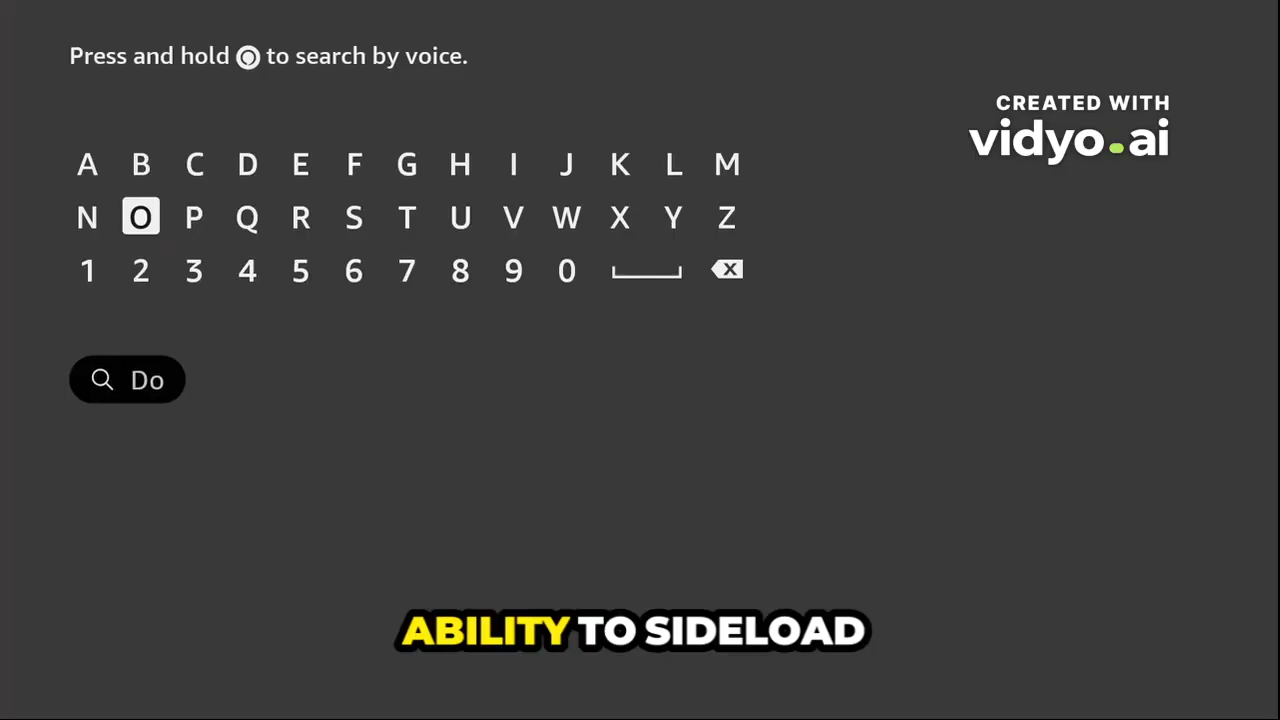 Press and hold to search by voice.
CREATED WITH
vidyo.ai
A B C D E F G H I J K L M
N O P Q R S T U V W X Y Z
1 2 3 4 5 6 7 8 9 0
Do
ABILITY TO SIDELOAD